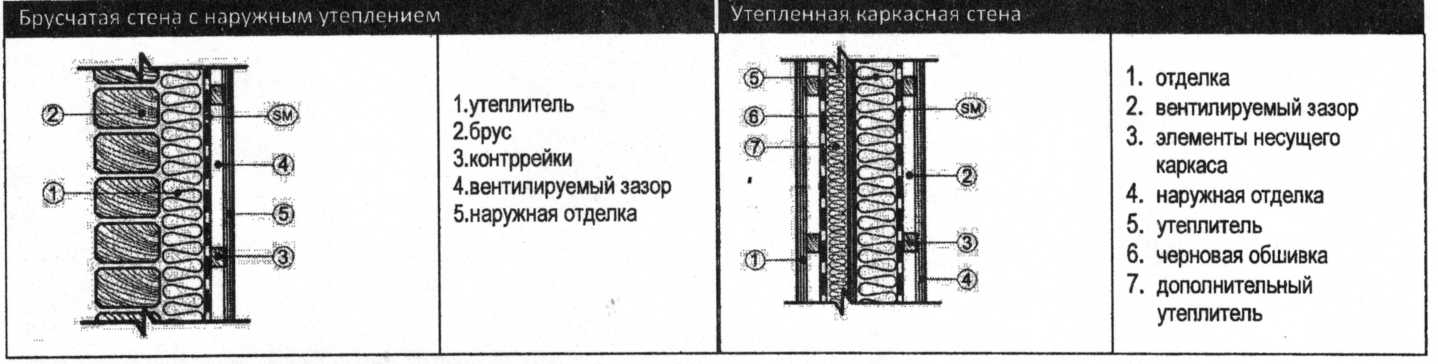 Брусчатая стена с наружным утеплением
2
1
SM
4
5
3
1.утеплитель
2.брус
3.контррейки
4.вентилируемый зазор
5.наружная отделка
Утепленная каркасная стена
5
6
7
1
SM
2
3
4
1. отделка
2. вентилируемый зазор
3. элементы несущего
каркаса
4. наружная отделка
5. утеплитель
6. черновая обшивка
7. дополнительный
утеплитель